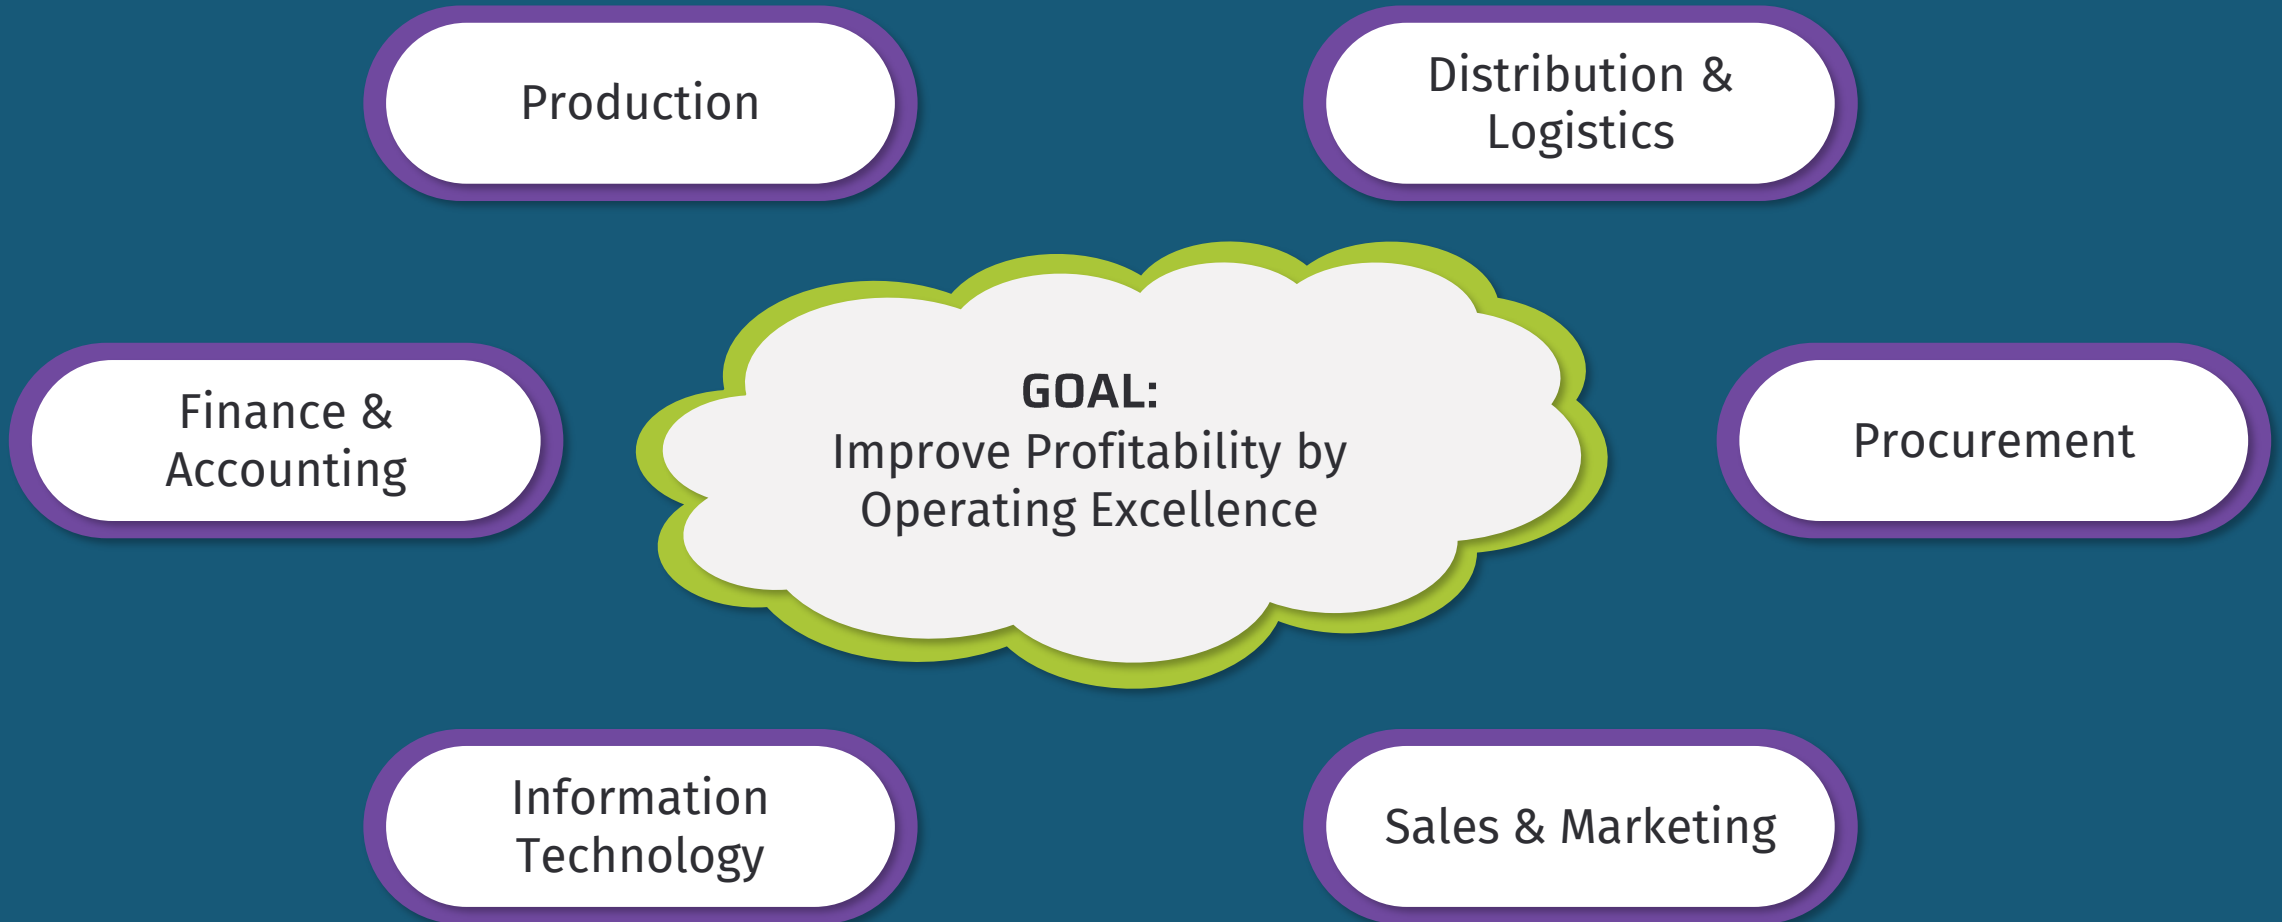 Production
Distribution &
Logistics
Finance &
Accounting
GOAL:
Improve Profitability by
Operating Excellence
Procurement
Information
Technology
Sales & Marketing